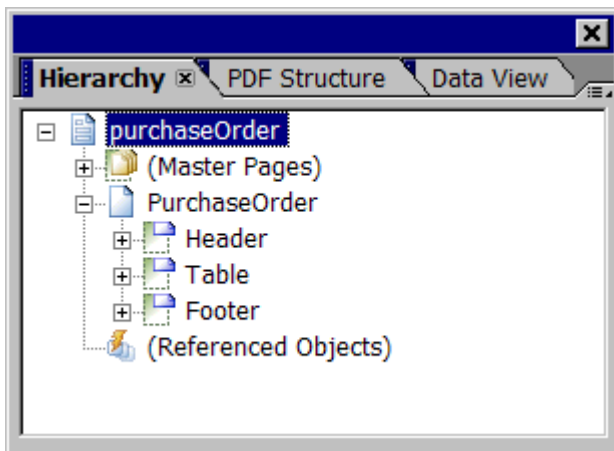 Hierarchy PDF Structure Data View
purchaseOrder
(Master Pages)
PurchaseOrder
Header
Table
Footer
(Referenced Objects)